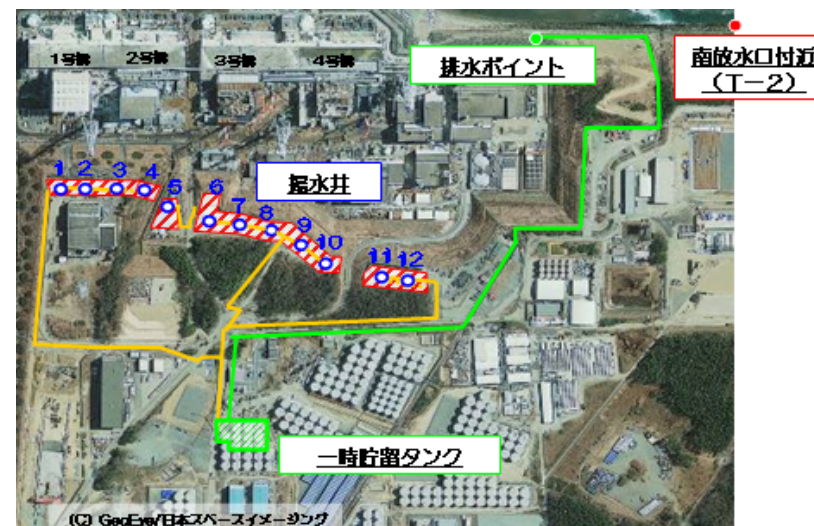 1号機 2号機 3号機 4号機
排水ポイント
南放水口付近
(T-2)
揚水井
1 2 3 4
5
6
7
8
9
10
11 12
一時貯留タンク
(C) GeoEye/日本スペースイメージング